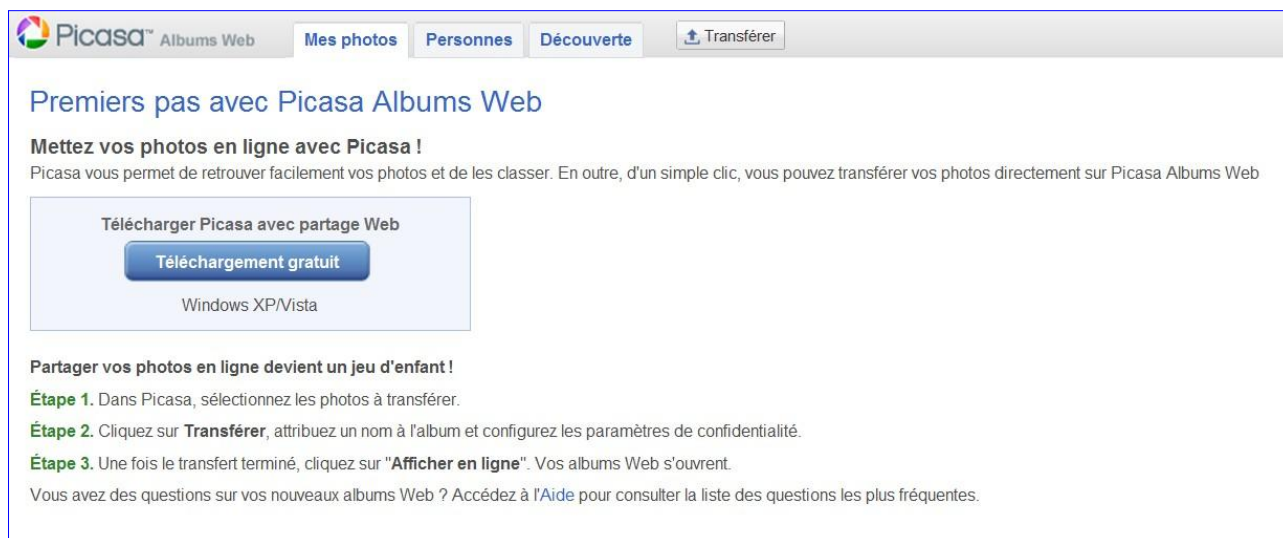 Picasa™ Albums Web Mes photos Personnes Découverte Transférer
Premiers pas avec Picasa Albums Web
Mettez vos photos en ligne avec Picasa !
Picasa vous permet de retrouver facilement vos photos et de les classer. En outre, d'un simple clic, vous pouvez transférer vos photos directement sur Picasa Albums Web
Télécharger Picasa avec partage Web
Téléchargement gratuit
Windows XP/Vista
Partager vos photos en ligne devient un jeu d'enfant !
Étape 1. Dans Picasa, sélectionnez les photos à transférer.
Étape 2. Cliquez sur Transférer, attribuez un nom à l'album et configurez les paramètres de confidentialité.
Étape 3. Une fois le transfert terminé, cliquez sur "Afficher en ligne". Vos albums Web s'ouvrent.
Vous avez des questions sur vos nouveaux albums Web ? Accédez à l'Aide pour consulter la liste des questions les plus fréquentes.